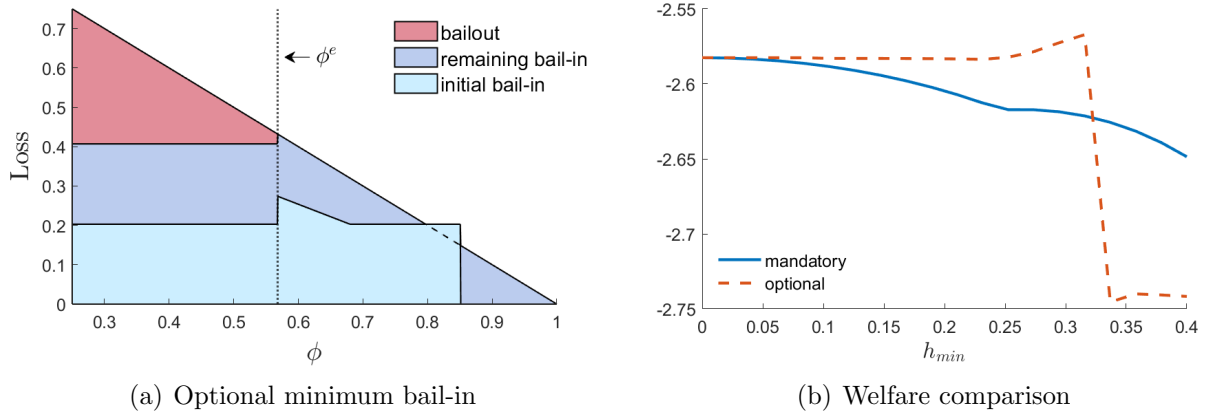 0.7
0.6
0.5
0.4
0.3
0.2
0.1
0
Loss
bailout
remaining bail-in
initial bail-in
← ϕᵉ
0.3 0.4 0.5 0.6 0.7 0.8 0.9 1
ϕ
(a) Optional minimum bail-in
-2.55
-2.6
-2.65
-2.7
-2.75
mandatory
optional
0 0.05 0.1 0.15 0.2 0.25 0.3 0.35 0.4
h_min
(b) Welfare comparison